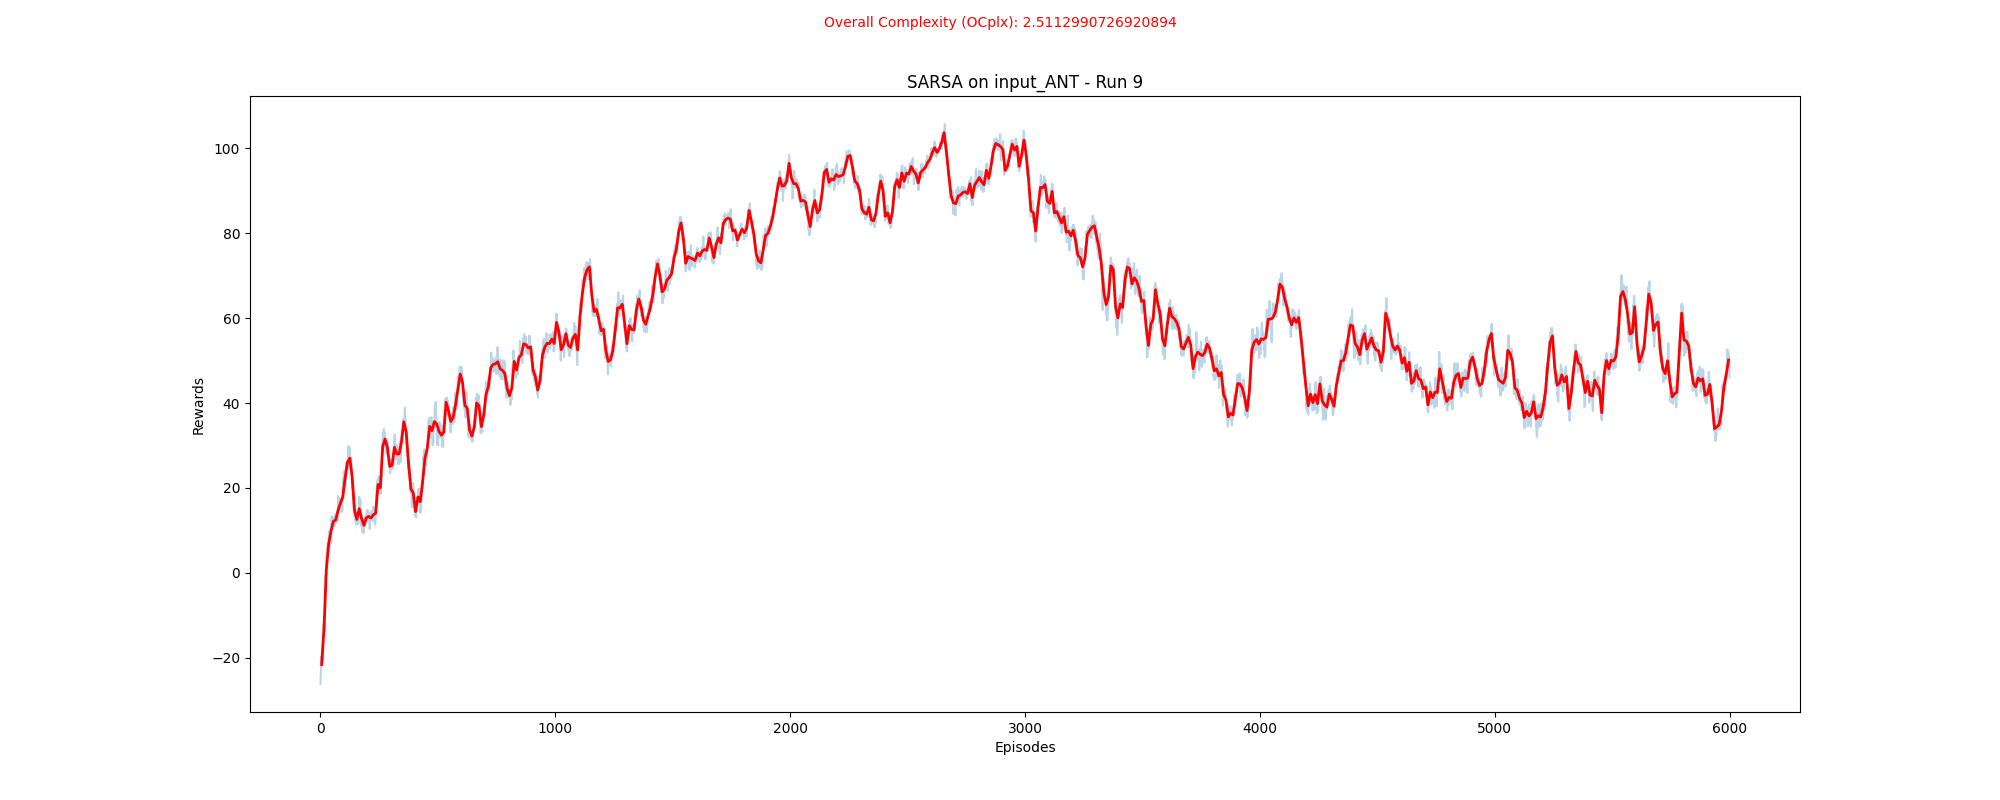 Overall Complexity (OCplx): 2.5112990726920894
SARSA on input_ANT - Run 9
100
80
60
40
20
0
−20
Rewards
0 1000 2000 3000 4000 5000 6000
Episodes